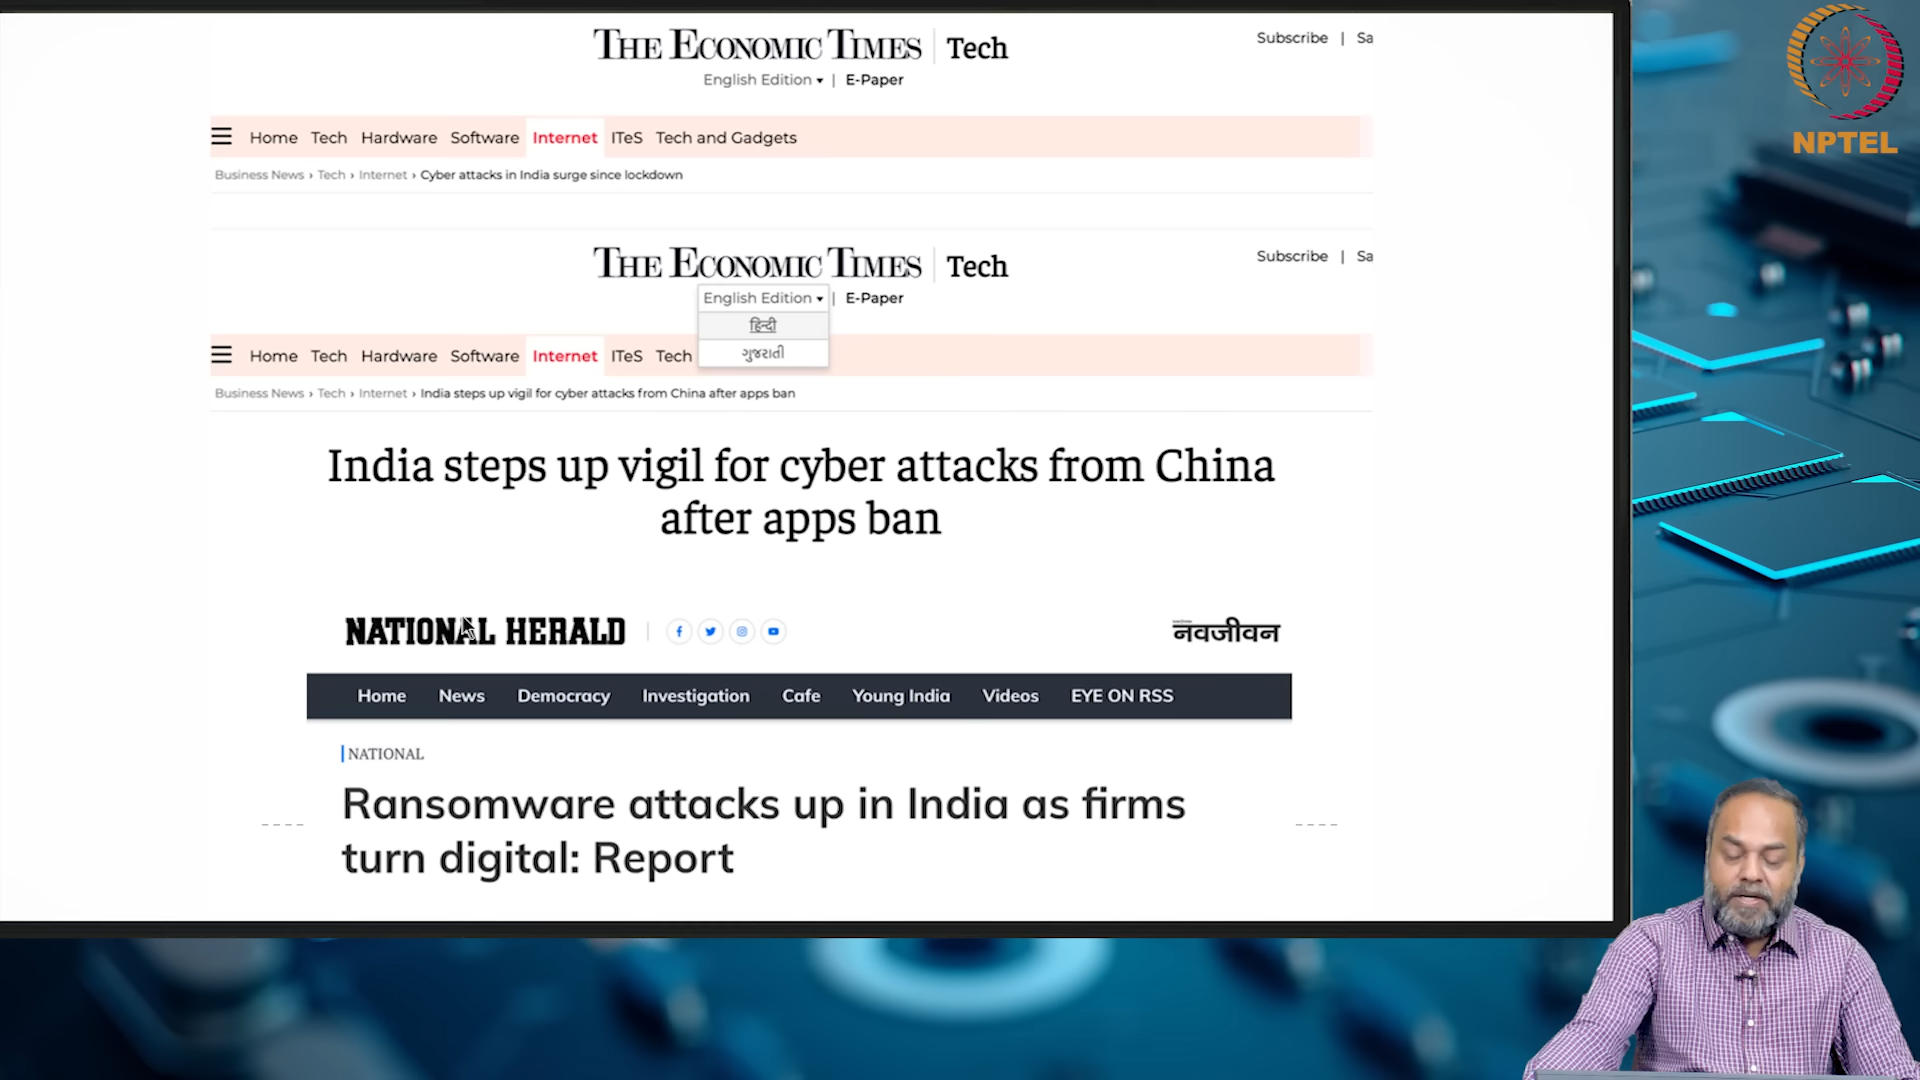 THE ECONOMIC TIMES | Tech
Subscribe | Sa
English Edition ▾ | E-Paper
Home Tech Hardware Software Internet ITeS Tech and Gadgets
Business News › Tech › Internet › Cyber attacks in India surge since lockdown
THE ECONOMIC TIMES | Tech
Subscribe | Sa
English Edition ▾ | E-Paper
हिन्दी
ગુજરાતી
Home Tech Hardware Software Internet ITeS Tech
Business News › Tech › Internet › India steps up vigil for cyber attacks from China after apps ban
India steps up vigil for cyber attacks from China
after apps ban
NATIONAL HERALD
नवजीवन
Home News Democracy Investigation Cafe Young India Videos EYE ON RSS
NATIONAL
Ransomware attacks up in India as firms
turn digital: Report
NPTEL